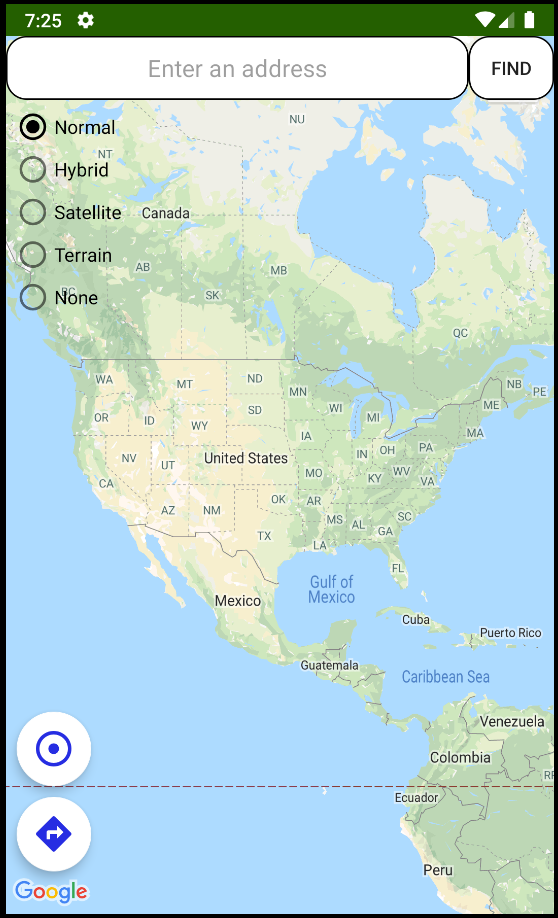 7:25
Enter an address
FIND
Normal
NU
NT
Hybrid
Satellite
Canada
Terrain
AB
MB
BC
SK
None
QC
WA
MT
ND
MN
NB
PE
OR
ID
WY
SD
WI
MI
ME
IA
MA
NV
UT
United States
IN
OH
PA
CA
MO
KY
WV
VA
AZ
NM
OK
AR
MS
AL
SC
GA
TX
LA
FL
Gulf of
Mexico
Mexico
Cuba
Puerto Rico
Guatemala
Caribbean Sea
Venezuela
Colombia
RR
Ecuador
Peru
Google